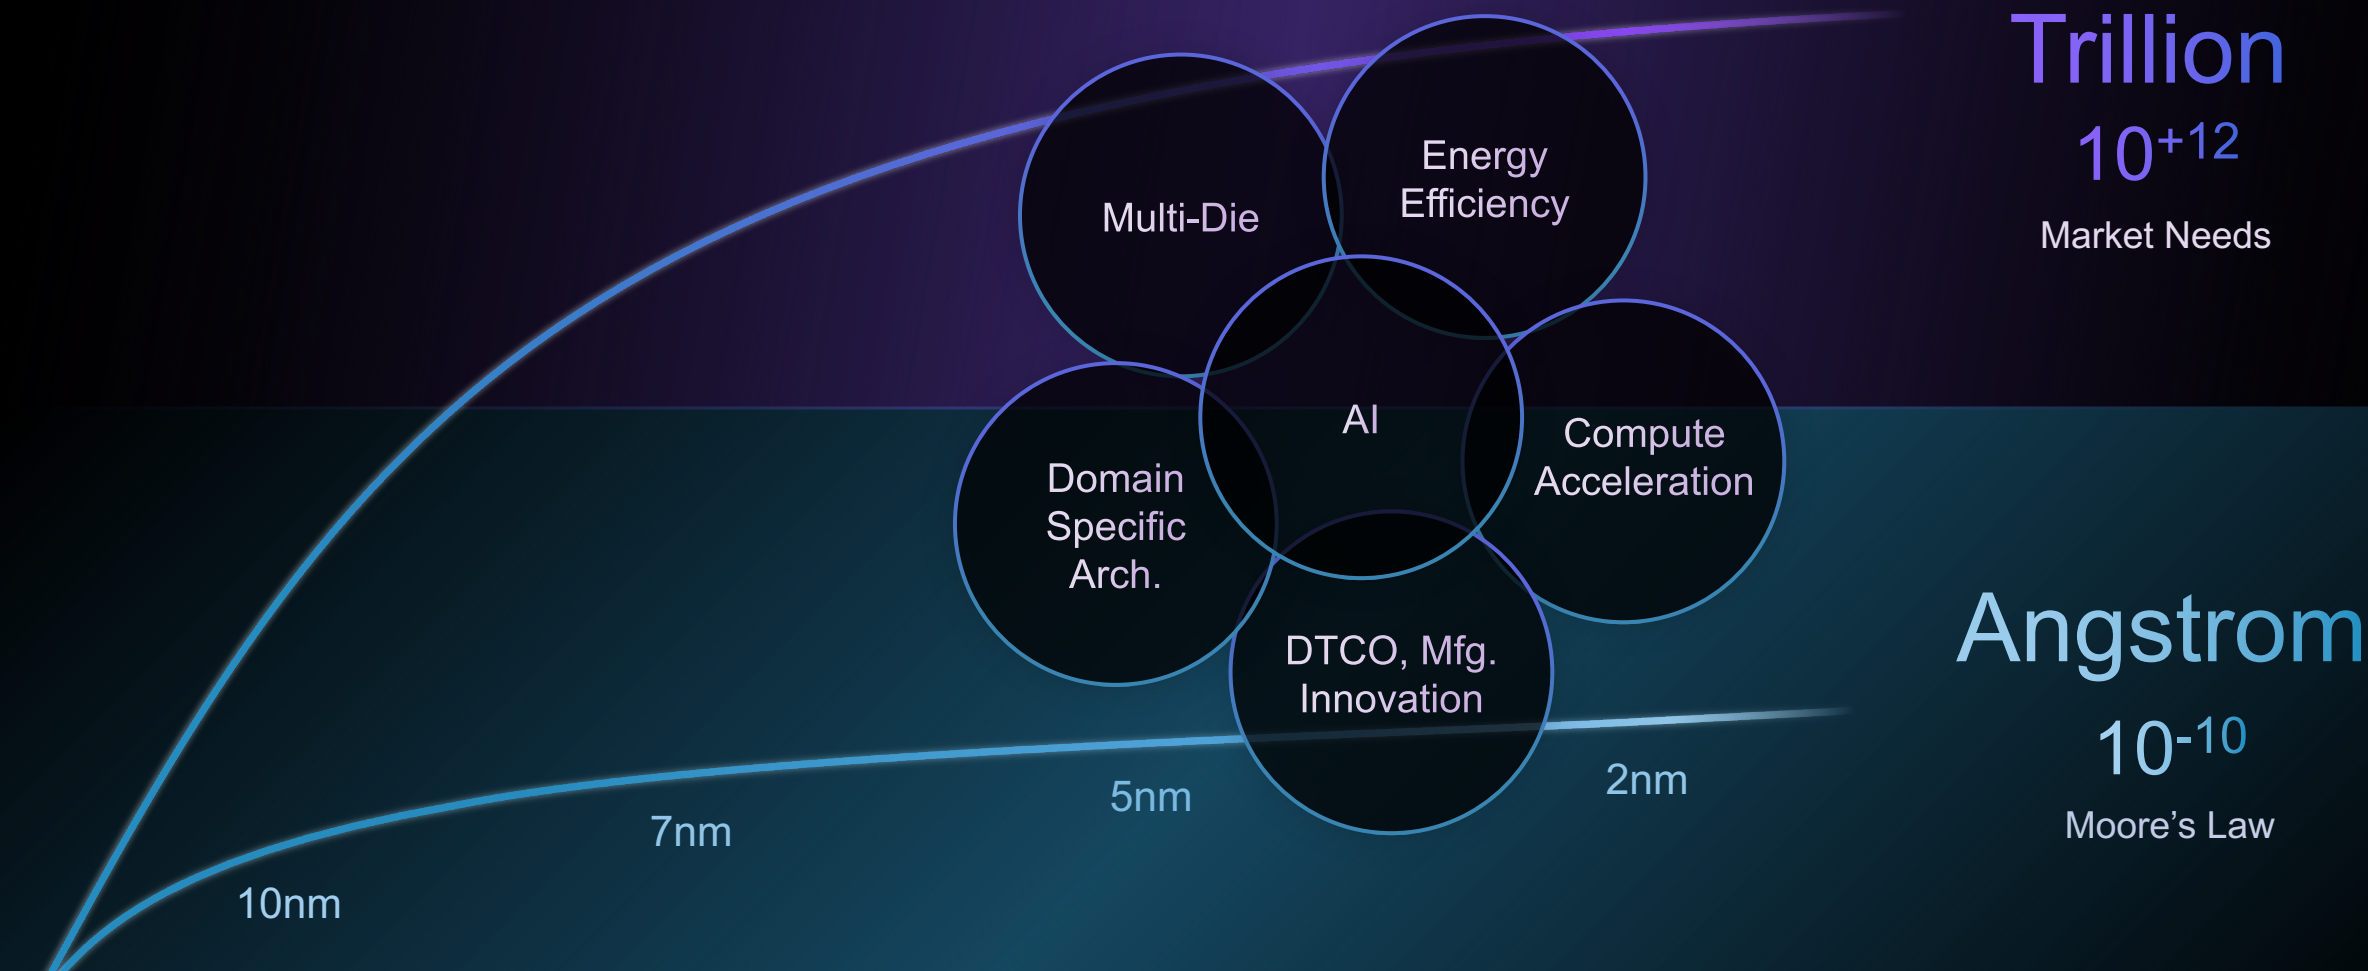 Trillion
10+12
Market Needs
Multi-Die
Energy
Efficiency
AI
Compute
Acceleration
Domain
Specific
Arch.
DTCO, Mfg.
Innovation
Angstrom
10-10
Moore’s Law
10nm
7nm
5nm
2nm